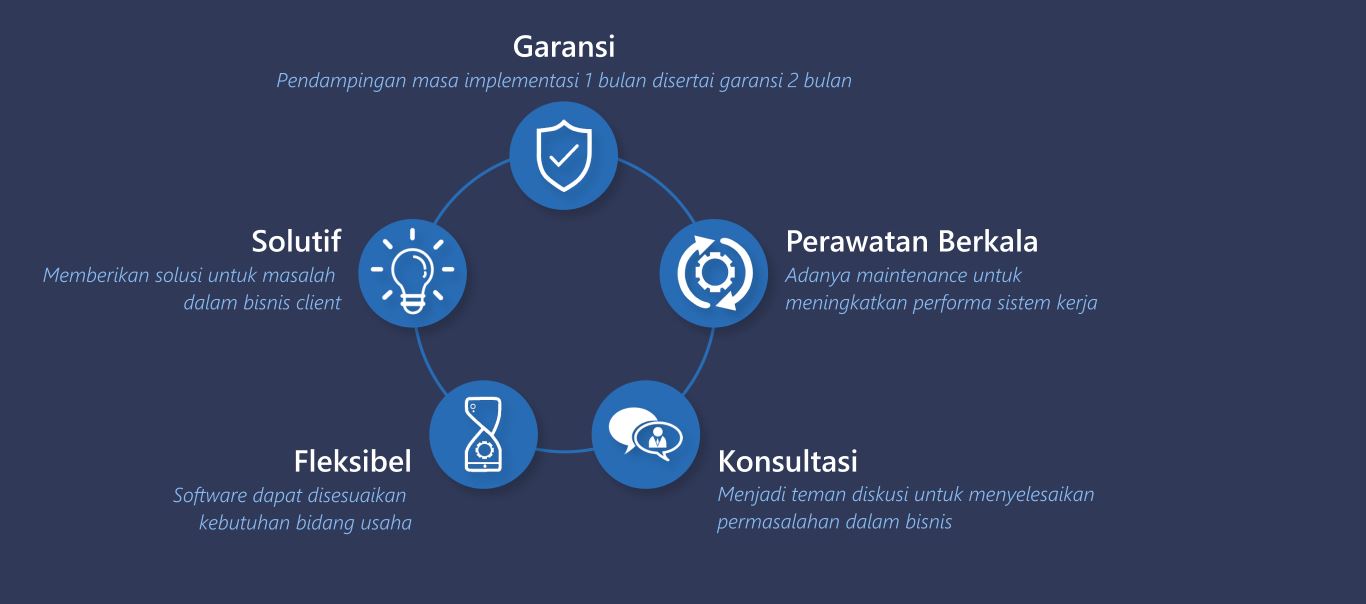 Garansi
Pendampingan masa implementasi 1 bulan disertai garansi 2 bulan
Solutif
Memberikan solusi untuk masalah
dalam bisnis client
Perawatan Berkala
Adanya maintenance untuk
meningkatkan performa sistem kerja
Fleksibel
Software dapat disesuaikan
kebutuhan bidang usaha
Konsultasi
Menjadi teman diskusi untuk menyelesaikan
permasalahan dalam bisnis